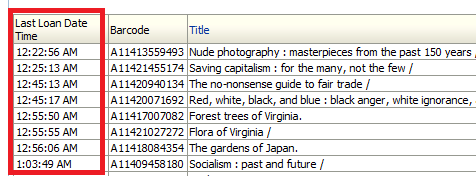 Last Loan Date Time Barcode Title
12:22:56 AM A11413559493 Nude photography : masterpieces from the past 150 years /
12:25:13 AM A11421455174 Saving capitalism : for the many, not the few /
12:45:13 AM A11420940134 The no-nonsense guide to fair trade /
12:45:17 AM A11420071692 Red, white, black, and blue : black anger, white ignorance,
12:55:50 AM A11417007082 Forest trees of Virginia.
12:55:55 AM A11421027272 Flora of Virginia /
12:56:06 AM A11418084354 The gardens of Japan.
1:03:49 AM A11409458180 Socialism : past and future /